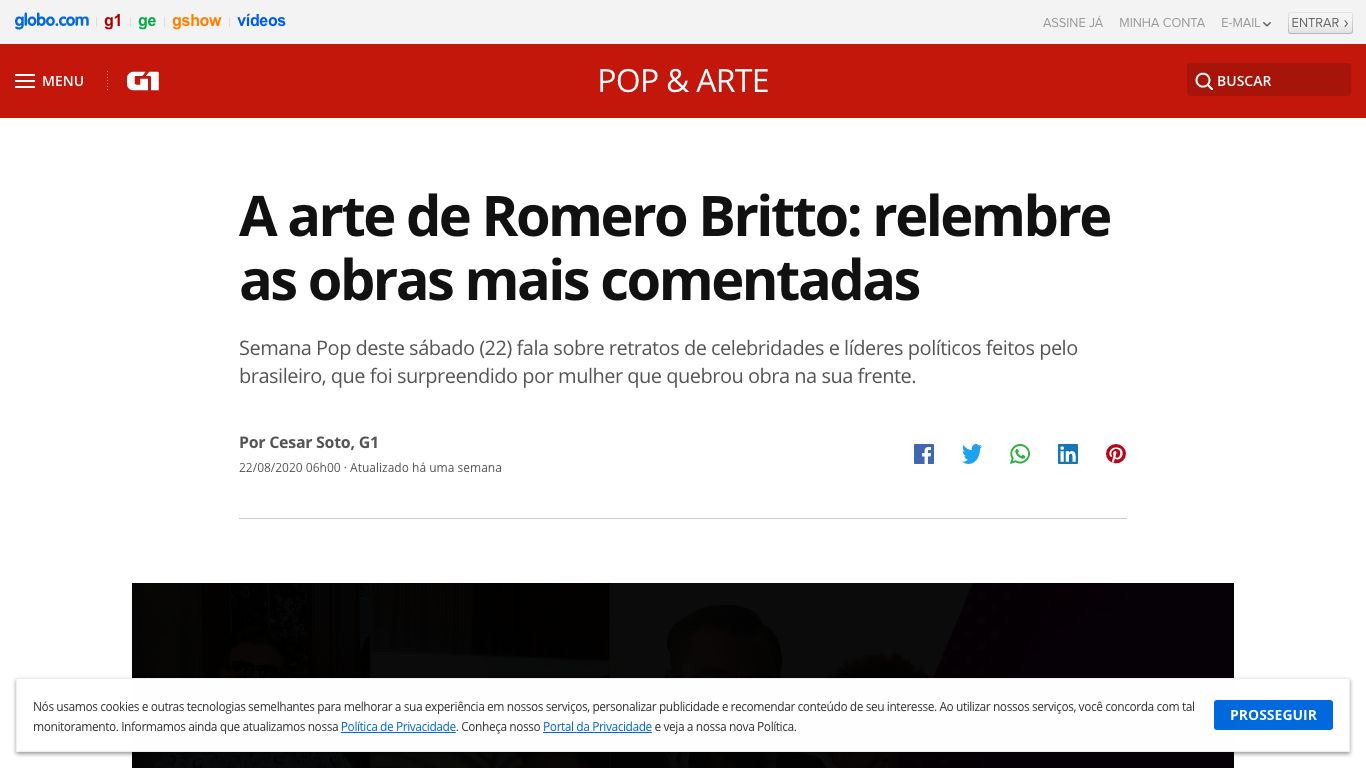 globo.com g1 ge gshow vídeos
ASSINE JÁ MINHA CONTA E-MAIL ENTRAR ›
MENU G1 POP & ARTE BUSCAR
A arte de Romero Britto: relembre
as obras mais comentadas
Semana Pop deste sábado (22) fala sobre retratos de celebridades e líderes políticos feitos pelo
brasileiro, que foi surpreendido por mulher que quebrou obra na sua frente.
Por Cesar Soto, G1
22/08/2020 06h00 · Atualizado há uma semana
Nós usamos cookies e outras tecnologias semelhantes para melhorar a sua experiência em nossos serviços, personalizar publicidade e recomendar conteúdo de seu interesse. Ao utilizar nossos serviços, você concorda com tal
monitoramento. Informamos ainda que atualizamos nossa Política de Privacidade. Conheça nosso Portal da Privacidade e veja a nossa nova Política.
PROSSEGUIR